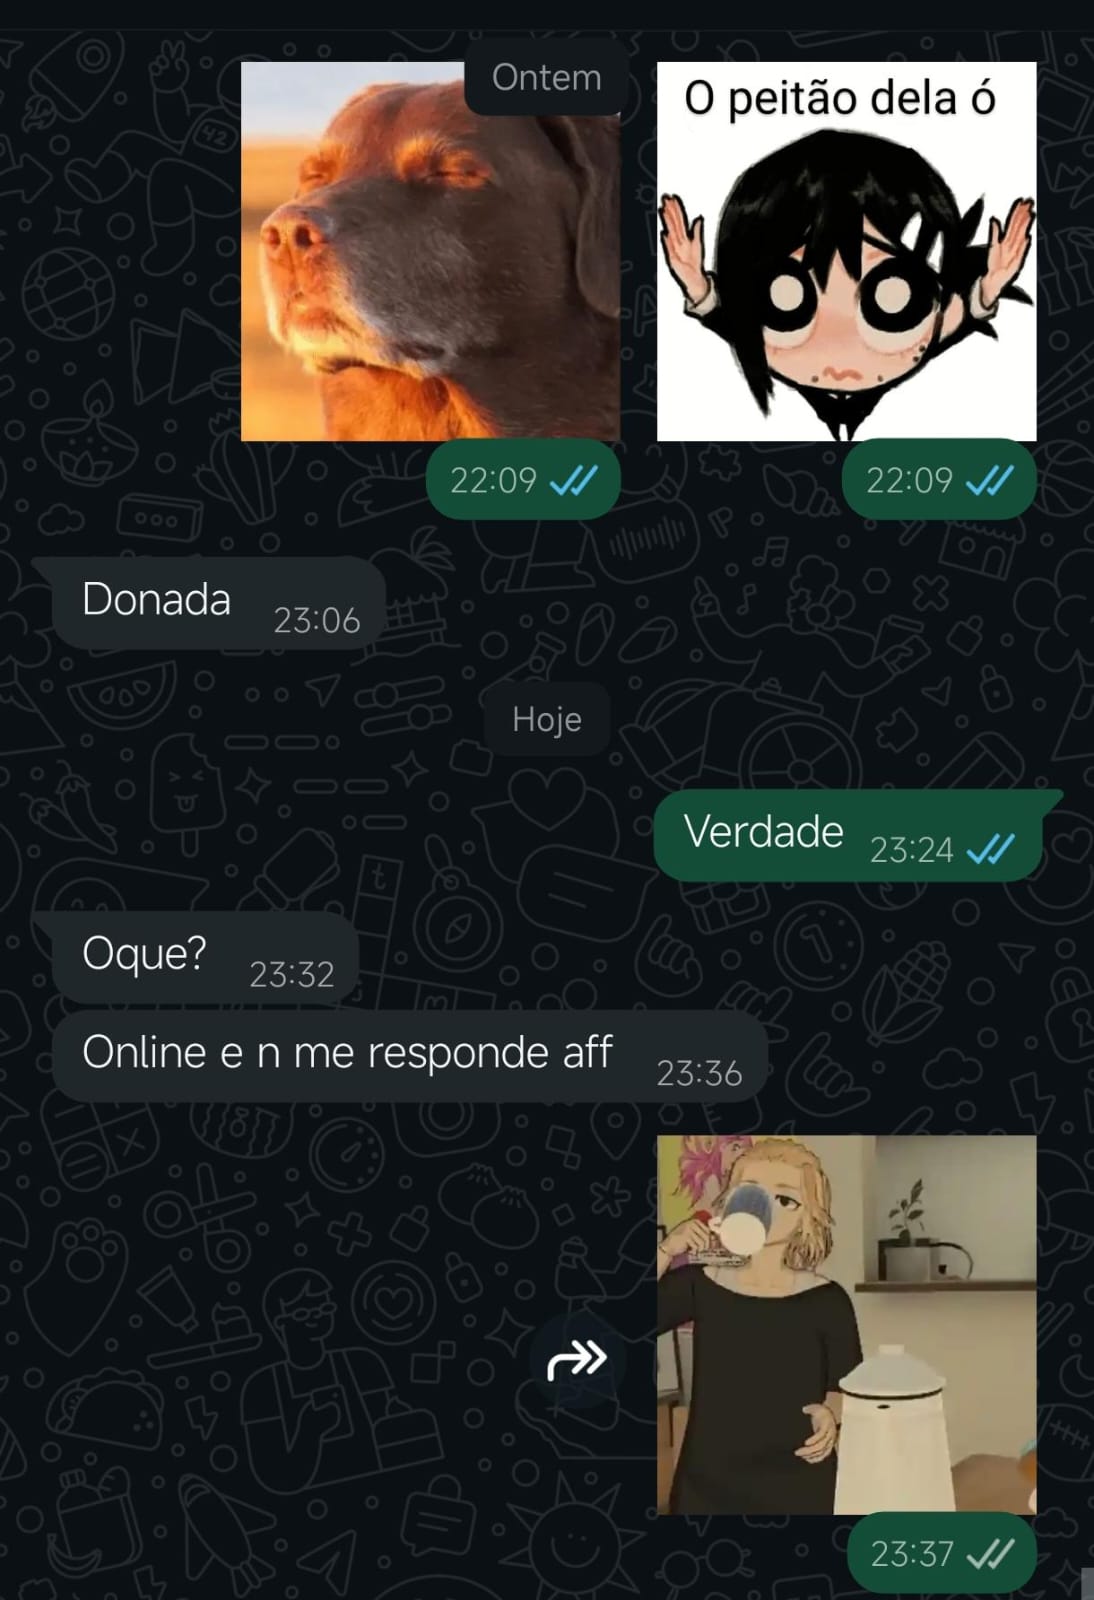 Ontem
O peitão dela ó
22:09
22:09
Donada
23:06
Hoje
Verdade
23:24
Oque?
23:32
Online e n me responde aff
23:36
23:37